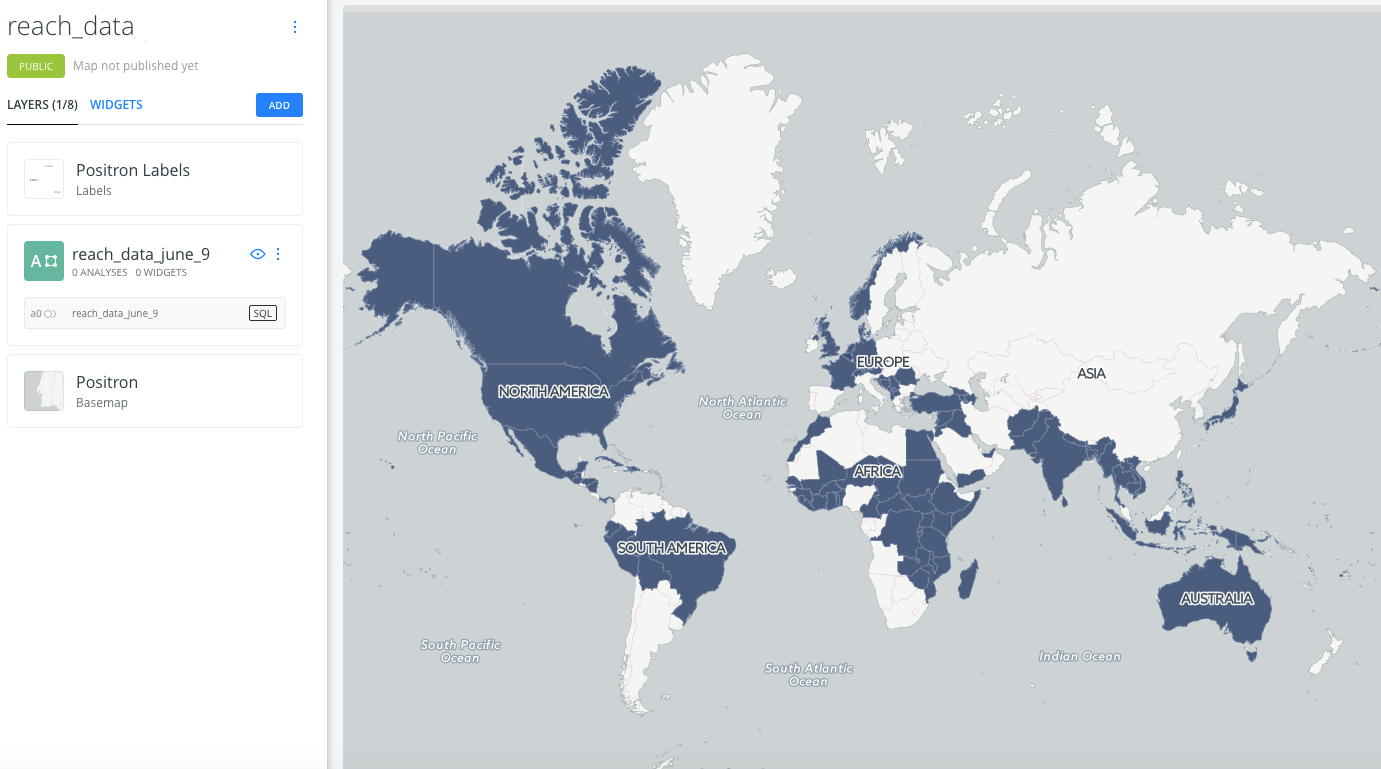 reach_data
PUBLIC Map not published yet
LAYERS (1/8) WIDGETS ADD
Positron Labels
Labels
A reach_data_june_9
0 ANALYSES 0 WIDGETS
a0 reach_data_june_9 SQL
Positron
Basemap
EUROPE
ASIA
NORTH AMERICA
North Atlantic
Ocean
North Pacific
Ocean
AFRICA
SOUTH AMERICA
AUSTRALIA
South Pacific
Ocean
South Atlantic
Ocean
Indian Ocean